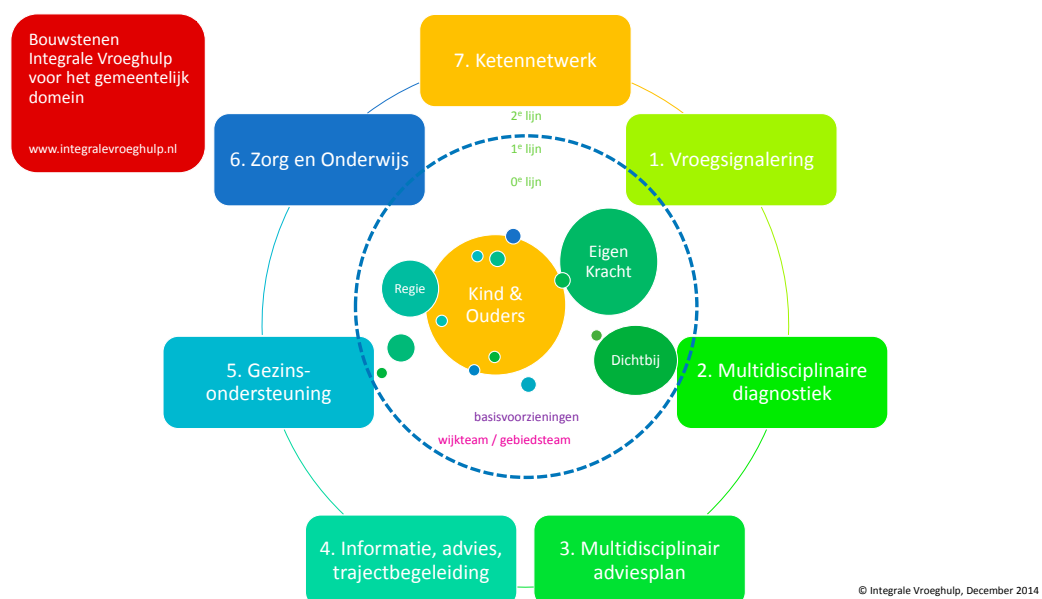 Bouwstenen
Integrale Vroeghulp
voor het gemeentelijk
domein
www.integralevroeghulp.nl
7. Ketennetwerk
2e lijn
1e lijn
0e lijn
6. Zorg en Onderwijs
1. Vroegsignalering
Eigen
Kracht
Regie
Kind &
Ouders
Dichtbij
5. Gezins-
ondersteuning
2. Multidisciplinaire
diagnostiek
basisvoorzieningen
wijkteam / gebiedsteam
4. Informatie, advies,
trajectbegeleiding
3. Multidisciplinair
adviesplan
© Integrale Vroeghulp, December 2014